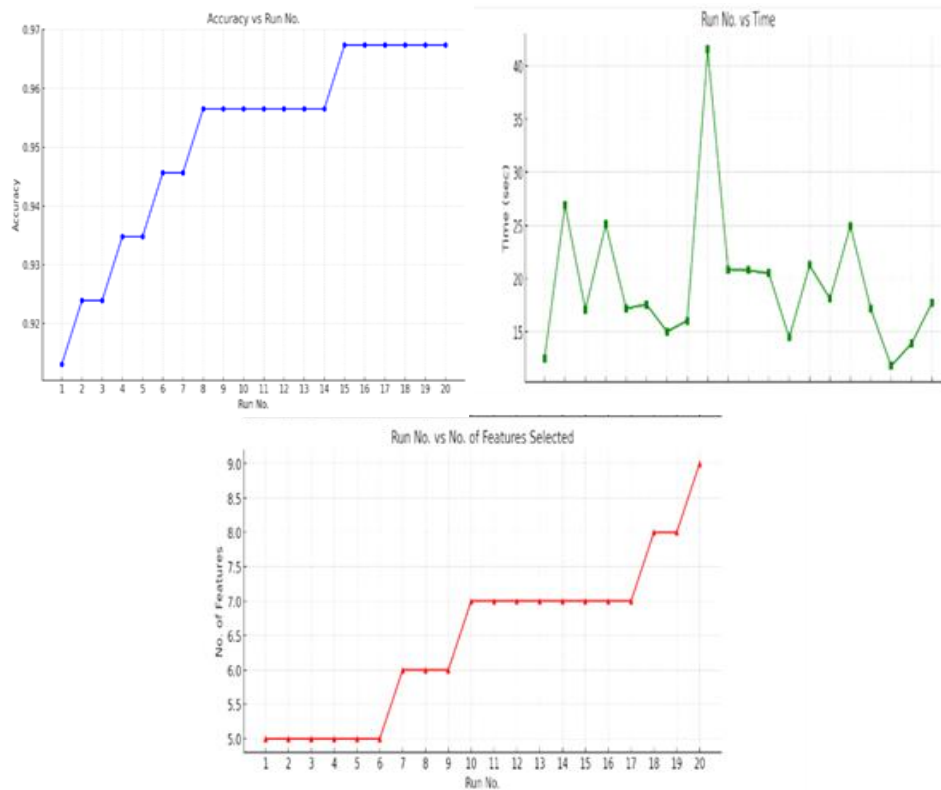 Accuracy vs Run No.
0.97
0.96
0.95
0.94
0.93
0.92
Accuracy
1 2 3 4 5 6 7 8 9 10 11 12 13 14 15 16 17 18 19 20
Run No.
Run No. vs Time
40
35
30
25
20
15
Time (sec)
Run No. vs No. of Features Selected
9.0
8.5
8.0
7.5
7.0
6.5
6.0
5.5
5.0
No. of Features
1 2 3 4 5 6 7 8 9 10 11 12 13 14 15 16 17 18 19 20
Run No.